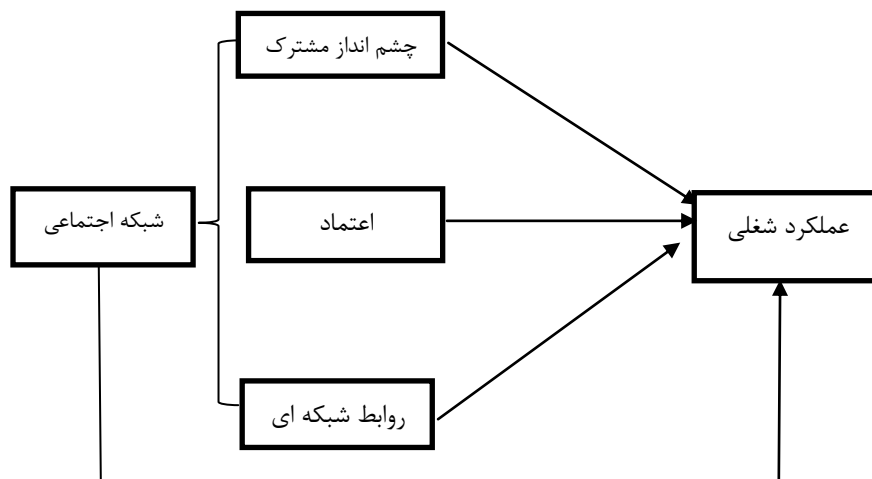 چشم انداز مشترک
شبکه اجتماعی
اعتماد
عملکرد شغلی
روابط شبکه ای